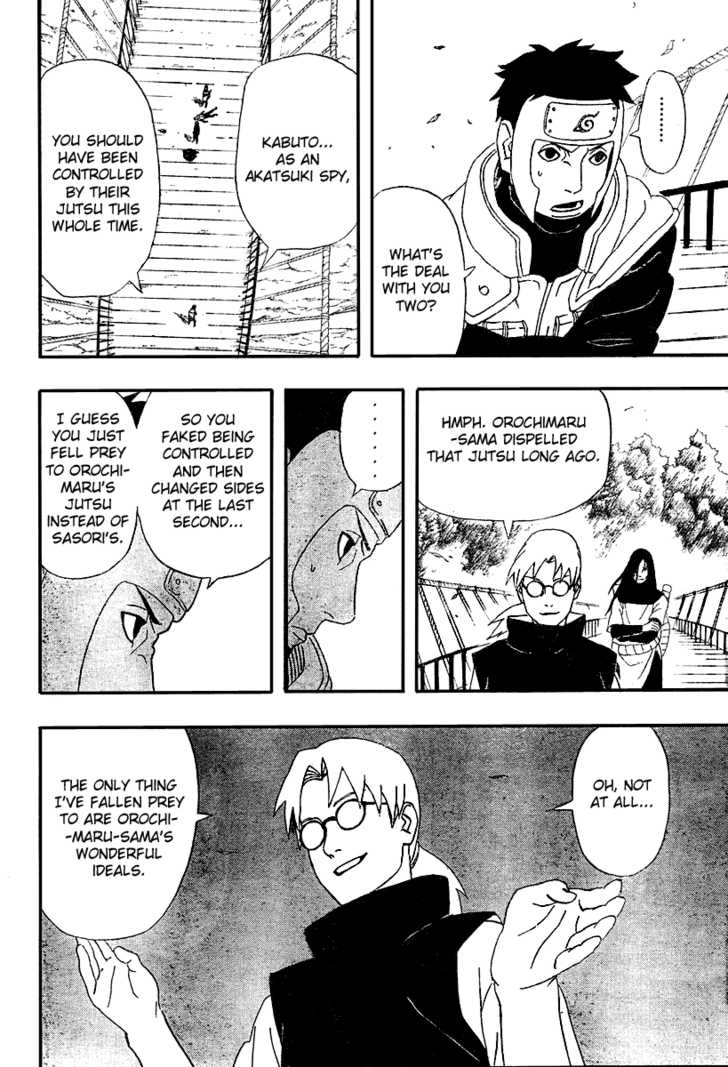 . . . . . . . .
WHAT'S
THE DEAL
WITH YOU
TWO?
KABUTO...
AS AN
AKATSUKI SPY,
YOU SHOULD
HAVE BEEN
CONTROLLED
BY THEIR
JUTSU THIS
WHOLE TIME.
HMPH. OROCHIMARU
-SAMA DISPELLED
THAT JUTSU LONG AGO.
. . . . .
SO YOU
FAKED BEING
CONTROLLED
AND THEN
CHANGED SIDES
AT THE LAST
SECOND...
I GUESS
YOU JUST
FELL PREY
TO OROCHI-
MARU'S
JUTSU
INSTEAD OF
SASORI'S.
OH, NOT
AT ALL...
THE ONLY THING
I'VE FALLEN PREY
TO ARE OROCHI-
-MARU-SAMA'S
WONDERFUL
IDEALS.